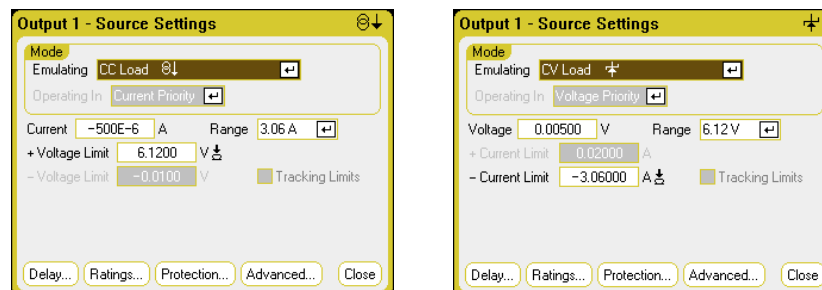 Output 1 - Source Settings
Mode
Emulating CC Load
Operating In Current Priority
Current -500E-6 A Range 3.06 A
+ Voltage Limit 6.1200 V
- Voltage Limit -0.0100 V Tracking Limits
Delay... Ratings... Protection... Advanced... Close
Output 1 - Source Settings
Mode
Emulating CV Load
Operating In Voltage Priority
Voltage 0.00500 V Range 6.12 V
+ Current Limit 0.02000 A
- Current Limit -3.06000 A Tracking Limits
Delay... Ratings... Protection... Advanced... Close